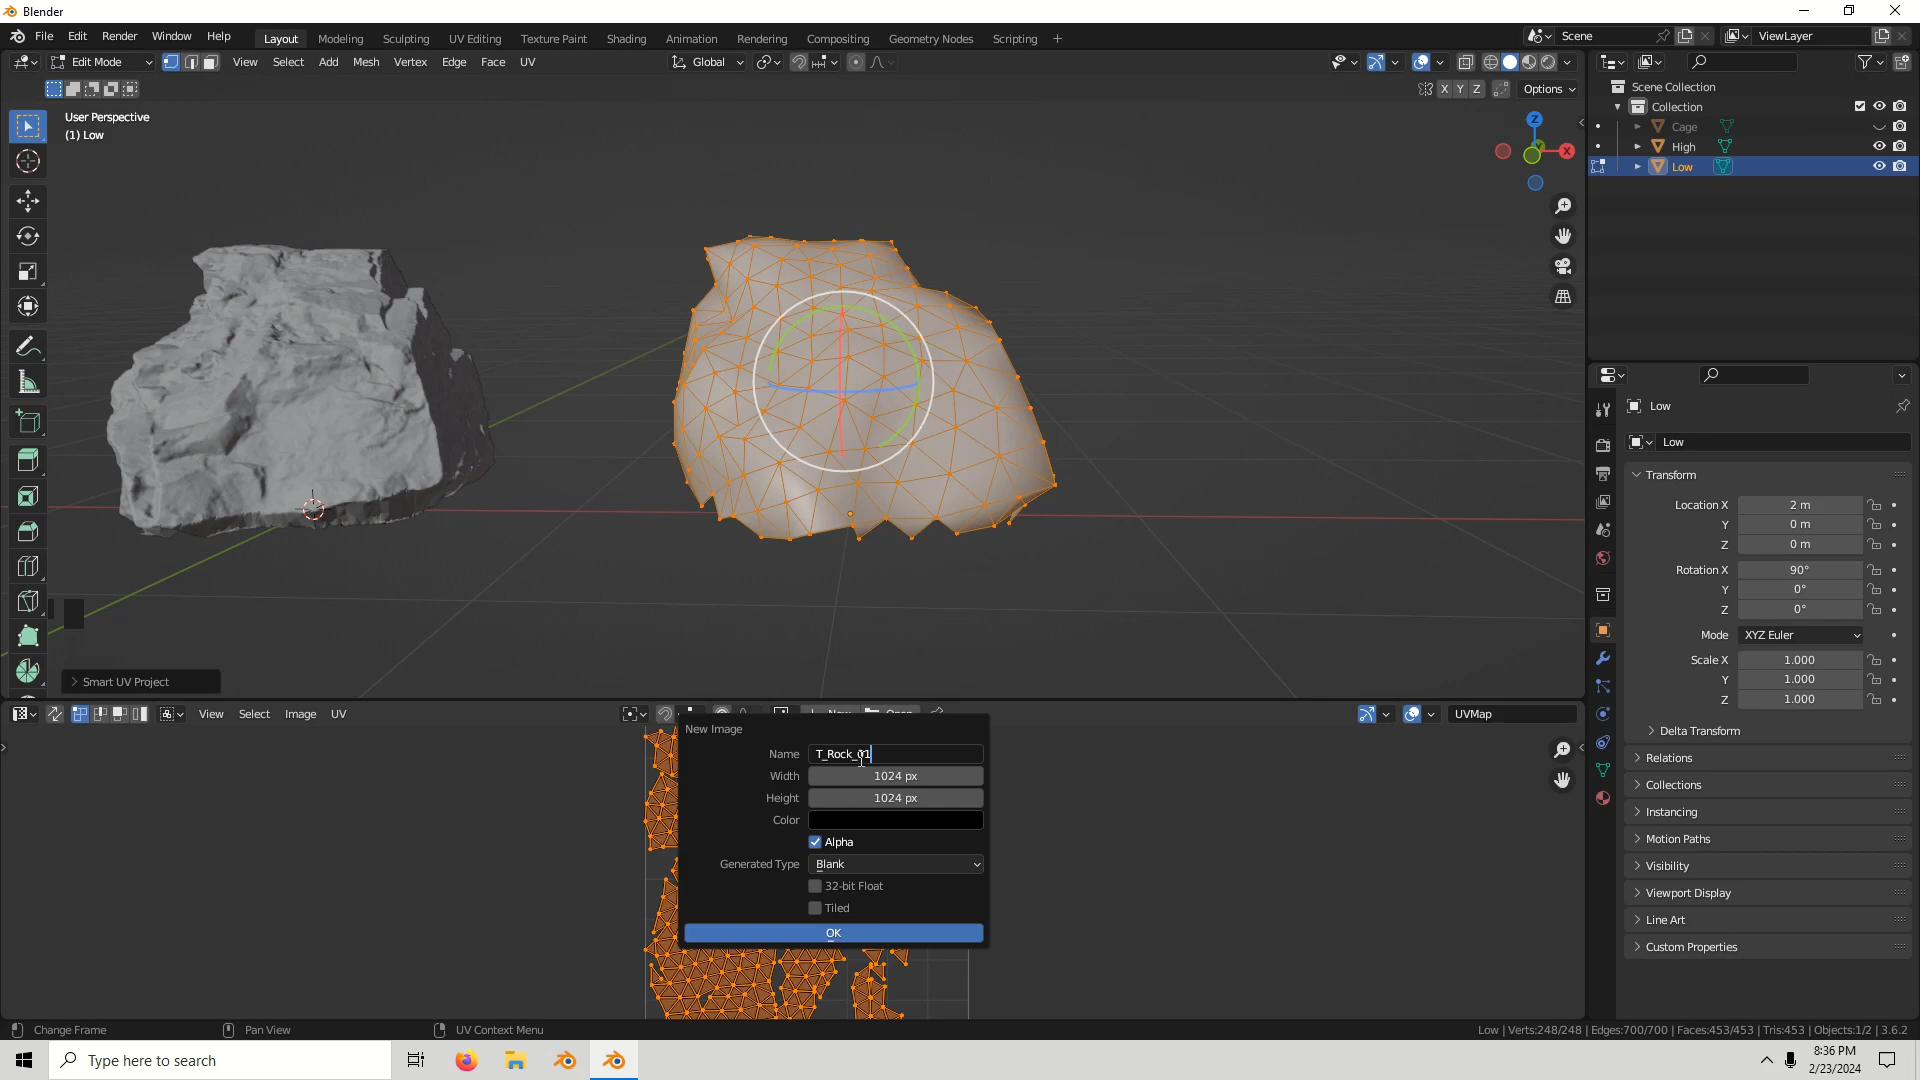 Blender
File Edit Render Window Help Layout Modeling Sculpting UV Editing Texture Paint Shading Animation Rendering Compositing Geometry Nodes Scripting + Scene ViewLayer
Edit Mode View Select Add Mesh Vertex Edge Face UV Global
X Y Z Options
User Perspective
(1) Low
Z
X
Scene Collection
Collection
Cage
High
Low
Low
Low
Transform
Location X 2 m
Y 0 m
Z 0 m
Rotation X 90°
Y 0°
Z 0°
Mode XYZ Euler
Scale X 1.000
Y 1.000
Z 1.000
Delta Transform
Relations
Collections
Instancing
Motion Paths
Visibility
Viewport Display
Line Art
Custom Properties
Smart UV Project
View Select Image UV UVMap
New Image
Name T_Rock_01
Width 1024 px
Height 1024 px
Color
Alpha
Generated Type Blank
32-bit Float
Tiled
OK
Change Frame Pan View UV Context Menu Low | Verts:248/248 | Edges:700/700 | Faces:453/453 | Tris:453 | Objects:1/2 | 3.6.2
Type here to search
8:36 PM
2/23/2024